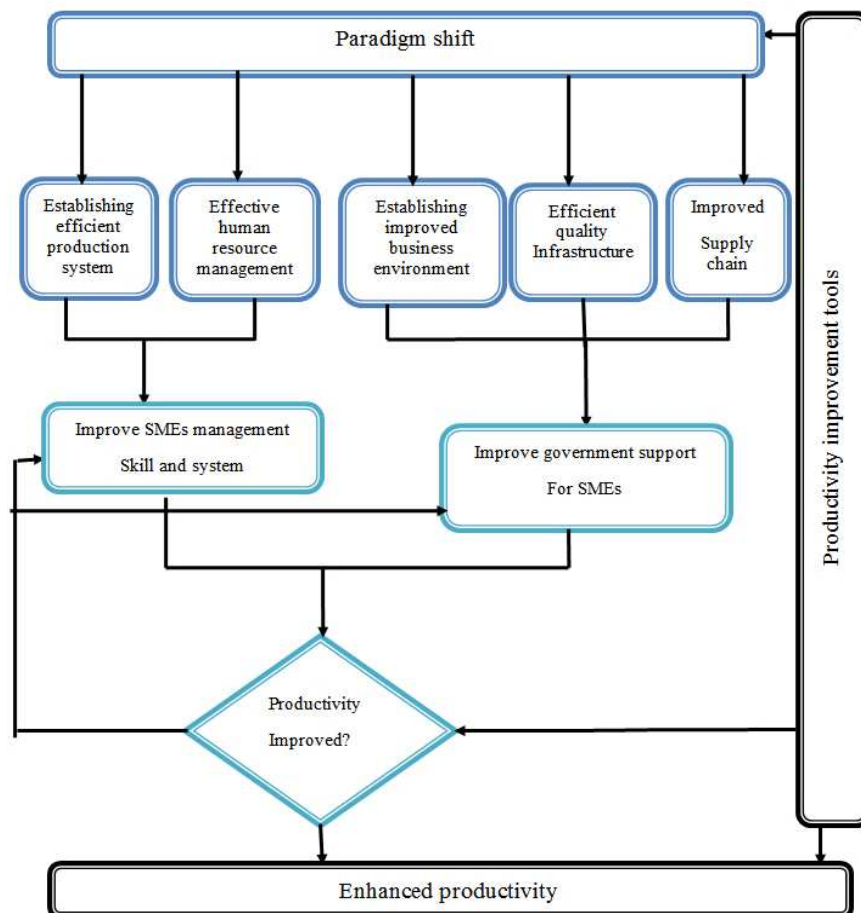 Paradigm shift
Establishing
efficient
production
system
Effective
human
resource
management
Establishing
improved
business
environment
Efficient
quality
Infrastructure
Improved
Supply
chain
Productivity improvement tools
Improve SMEs management
Skill and system
Improve government support
For SMEs
Productivity
Improved?
Enhanced productivity